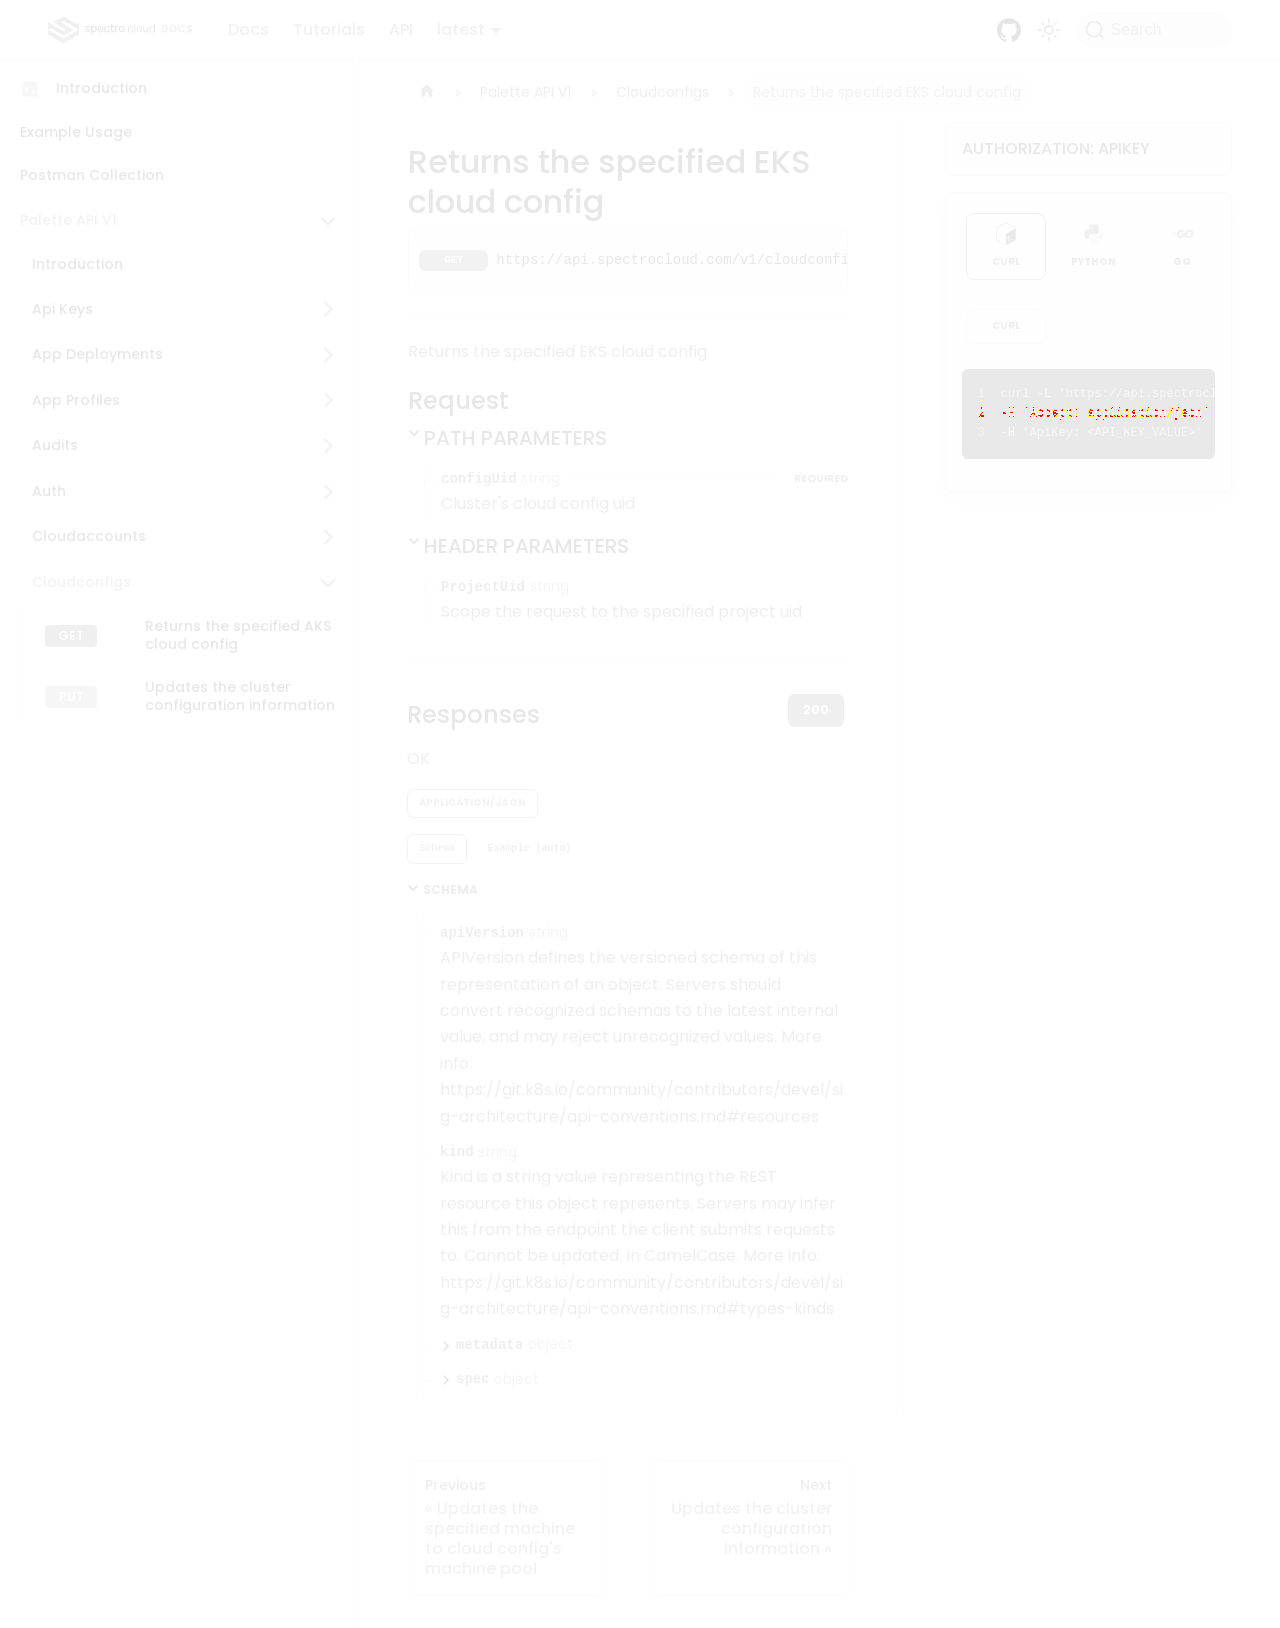 spectro cloud DOCS
Docs
Tutorials
API
latest
Search
Introduction
Example Usage
Postman Collection
Palette API V1
Introduction
Api Keys
App Deployments
App Profiles
Audits
Auth
Cloudaccounts
Cloudconfigs
GET
Returns the specified AKS
cloud config
PUT
Updates the cluster
configuration information
Palette API V1
Cloudconfigs
Returns the specified EKS cloud config
Returns the specified EKS
cloud config
GET
https://api.spectrocloud.com/v1/cloudconfi
Returns the specified EKS cloud config
Request
PATH PARAMETERS
configUid string
REQUIRED
Cluster's cloud config uid
HEADER PARAMETERS
ProjectUid string
Scope the request to the specified project uid
Responses
200
OK
APPLICATION/JSON
Schema
Example (auto)
SCHEMA
apiVersion string
APIVersion defines the versioned schema of this
representation of an object. Servers should
convert recognized schemas to the latest internal
value, and may reject unrecognized values. More
info:
https://git.k8s.io/community/contributors/devel/si
g-architecture/api-conventions.md#resources
kind string
Kind is a string value representing the REST
resource this object represents. Servers may infer
this from the endpoint the client submits requests
to. Cannot be updated. In CamelCase. More info:
https://git.k8s.io/community/contributors/devel/si
g-architecture/api-conventions.md#types-kinds
metadata object
spec object
Previous
« Updates the
specified machine
to cloud config's
machine pool
Next
Updates the cluster
configuration
information »
AUTHORIZATION: APIKEY
CURL
PYTHON
GO
GO
CURL
1 curl -L 'https://api.spectrocl
2 -H 'Accept: application/json'
3 -H 'ApiKey: <API_KEY_VALUE>'